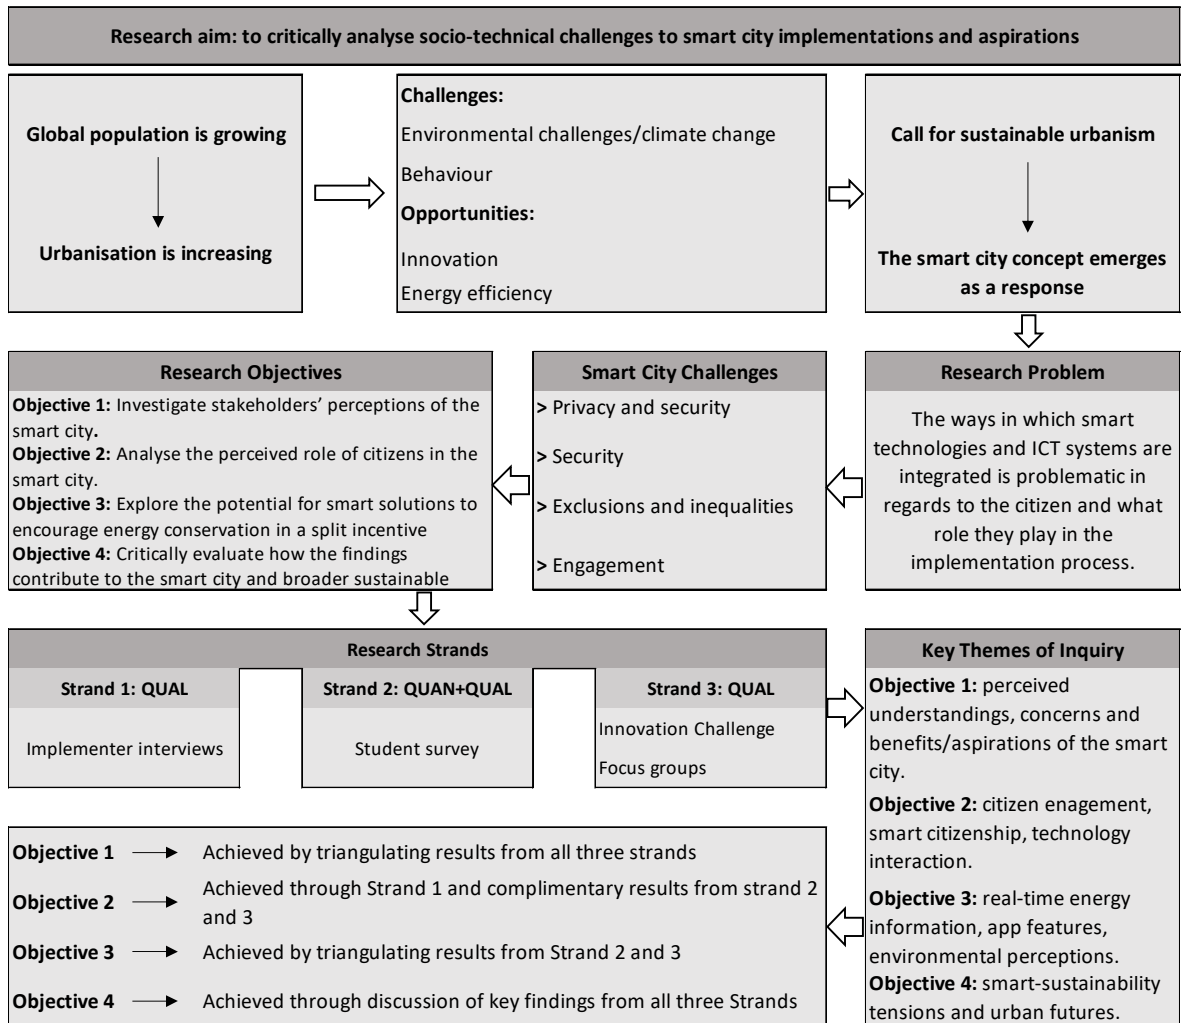 Research aim: to critically analyse socio-technical challenges to smart city implementations and aspirations
Global population is growing
Urbanisation is increasing
Challenges:
Environmental challenges/climate change
Behaviour
Opportunities:
Innovation
Energy efficiency
Call for sustainable urbanism
The smart city concept emerges
as a response
Research Objectives
Objective 1: Investigate stakeholders’ perceptions of the
smart city.
Objective 2: Analyse the perceived role of citizens in the
smart city.
Objective 3: Explore the potential for smart solutions to
encourage energy conservation in a split incentive
Objective 4: Critically evaluate how the findings
contribute to the smart city and broader sustainable
Smart City Challenges
> Privacy and security
> Security
> Exclusions and inequalities
> Engagement
Research Problem
The ways in which smart
technologies and ICT systems are
integrated is problematic in
regards to the citizen and what
role they play in the
implementation process.
Research Strands
Strand 1: QUAL
Implementer interviews
Strand 2: QUAN+QUAL
Student survey
Strand 3: QUAL
Innovation Challenge
Focus groups
Key Themes of Inquiry
Objective 1: perceived
understandings, concerns and
benefits/aspirations of the smart
city.
Objective 2: citizen enagement,
smart citizenship, technology
interaction.
Objective 3: real-time energy
information, app features,
environmental perceptions.
Objective 4: smart-sustainability
tensions and urban futures.
Objective 1 Achieved by triangulating results from all three strands
Objective 2 Achieved through Strand 1 and complimentary results from strand 2
and 3
Objective 3 Achieved by triangulating results from Strand 2 and 3
Objective 4 Achieved through discussion of key findings from all three Strands